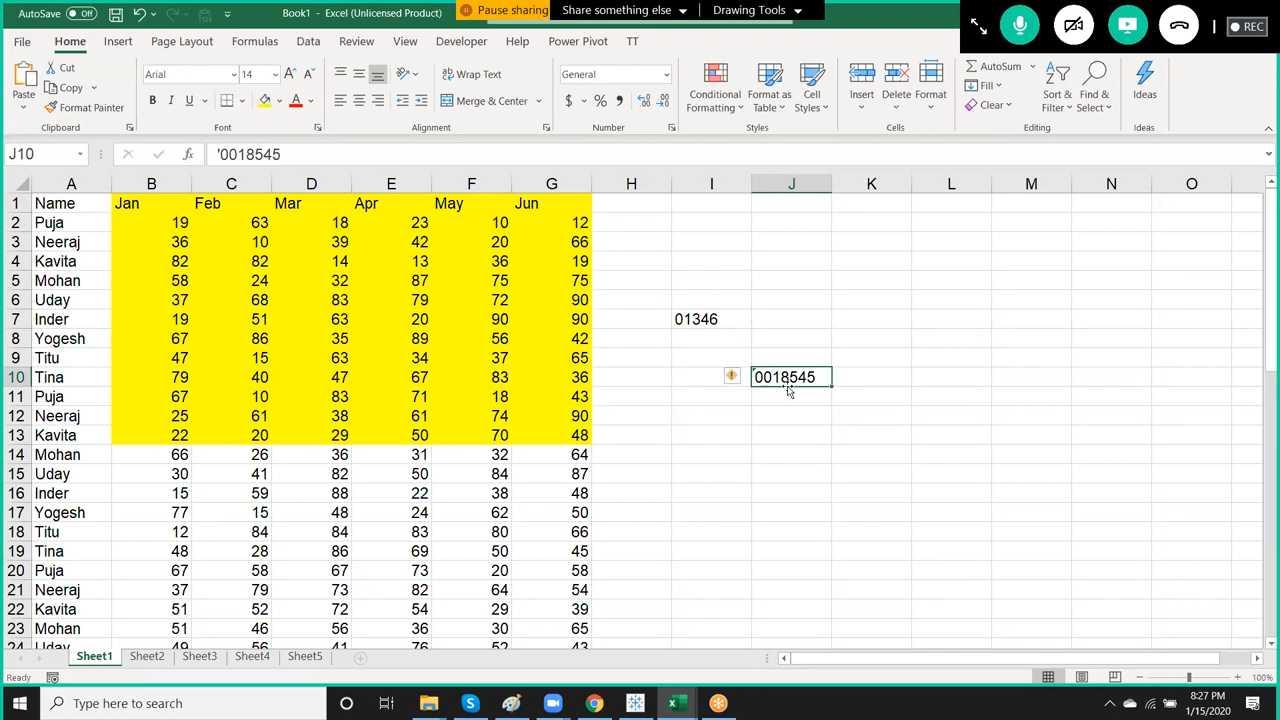 AutoSave Off Book1 - Excel (Unlicensed Product) Pause sharing Share something else Drawing Tools REC
File Home Insert Page Layout Formulas Data Review View Developer Help Power Pivot TT
Cut
Copy
Format Painter
Paste
Arial 14
B I U
Wrap Text
Merge & Center
General
$ % ,
Conditional Formatting
Format as Table
Cell Styles
Insert Delete Format
AutoSum
Fill
Clear
Sort & Filter
Find & Select
Ideas
Clipboard Font Alignment Number Styles Cells Editing Ideas
J10 fx '0018545
A B C D E F G H I J K L M N O
1 Name Jan Feb Mar Apr May Jun
2 Puja 19 63 18 23 10 12
3 Neeraj 36 10 39 42 20 66
4 Kavita 82 82 14 13 36 19
5 Mohan 58 24 32 87 75 75
6 Uday 37 68 83 79 72 90
7 Inder 19 51 63 20 90 90 01346
8 Yogesh 67 86 35 89 56 42
9 Titu 47 15 63 34 37 65
10 Tina 79 40 47 67 83 36 0018545
11 Puja 67 10 83 71 18 43
12 Neeraj 25 61 38 61 74 90
13 Kavita 22 20 29 50 70 48
14 Mohan 66 26 36 31 32 64
15 Uday 30 41 82 50 84 87
16 Inder 15 59 88 22 38 48
17 Yogesh 77 15 48 24 62 50
18 Titu 12 84 84 83 80 66
19 Tina 48 28 86 69 50 45
20 Puja 67 58 67 73 20 58
21 Neeraj 37 79 73 82 64 54
22 Kavita 51 52 72 54 29 39
23 Mohan 51 46 56 36 30 65
24 Uday 49 56 41 76 52 43
Sheet1 Sheet2 Sheet3 Sheet4 Sheet5
Ready 100%
Type here to search
8:27 PM
1/15/2020